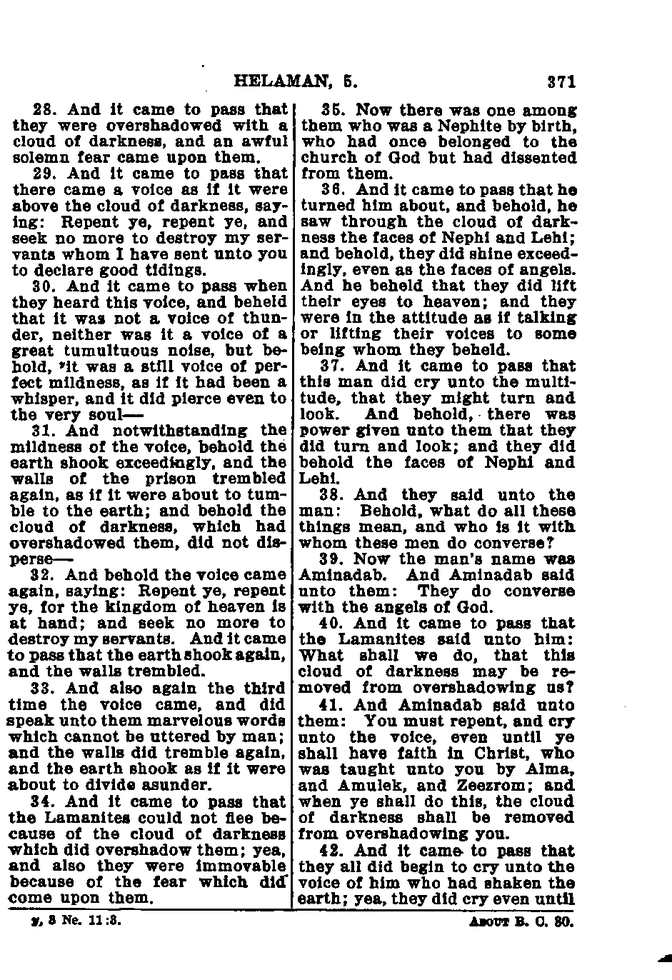 HELAMAN, 5. 371
28. And it came to pass that
they were overshadowed with a
cloud of darkness, and an awful
solemn fear came upon them.
29. And it came to pass that
there came a voice as if it were
above the cloud of darkness, say-
ing: Repent ye, repent ye, and
seek no more to destroy my ser-
vants whom I have sent unto you
to declare good tidings.
30. And it came to pass when
they heard this voice, and beheld
that it was not a voice of thun-
der, neither was it a voice of a
great tumultuous noise, but be-
hold, yit was a still voice of per-
fect mildness, as if it had been a
whisper, and it did pierce even to
the very soul—
31. And notwithstanding the
mildness of the voice, behold the
earth shook exceedingly, and the
walls of the prison trembled
again, as if it were about to tum-
ble to the earth; and behold the
cloud of darkness, which had
overshadowed them, did not dis-
perse—
32. And behold the voice came
again, saying: Repent ye, repent
ye, for the kingdom of heaven is
at hand; and seek no more to
destroy my servants. And it came
to pass that the earth shook again,
and the walls trembled.
33. And also again the third
time the voice came, and did
speak unto them marvelous words
which cannot be uttered by man;
and the walls did tremble again,
and the earth shook as if it were
about to divide asunder.
34. And it came to pass that
the Lamanites could not flee be-
cause of the cloud of darkness
which did overshadow them; yea,
and also they were immovable
because of the fear which did
come upon them.
35. Now there was one among
them who was a Nephite by birth,
who had once belonged to the
church of God but had dissented
from them.
36. And it came to pass that he
turned him about, and behold, he
saw through the cloud of dark-
ness the faces of Nephi and Lehi;
and behold, they did shine exceed-
ingly, even as the faces of angels.
And he beheld that they did lift
their eyes to heaven; and they
were in the attitude as if talking
or lifting their voices to some
being whom they beheld.
37. And it came to pass that
this man did cry unto the multi-
tude, that they might turn and
look. And behold, there was
power given unto them that they
did turn and look; and they did
behold the faces of Nephi and
Lehi.
38. And they said unto the
man: Behold, what do all these
things mean, and who is it with
whom these men do converse?
39. Now the man's name was
Aminadab. And Aminadab said
unto them: They do converse
with the angels of God.
40. And it came to pass that
the Lamanites said unto him:
What shall we do, that this
cloud of darkness may be re-
moved from overshadowing us?
41. And Aminadab said unto
them: You must repent, and cry
unto the voice, even until ye
shall have faith in Christ, who
was taught unto you by Alma,
and Amulek, and Zeezrom; and
when ye shall do this, the cloud
of darkness shall be removed
from overshadowing you.
42. And it came to pass that
they all did begin to cry unto the
voice of him who had shaken the
earth; yea, they did cry even until
y, 3 Ne. 11:3. ABOUT B. C. 30.